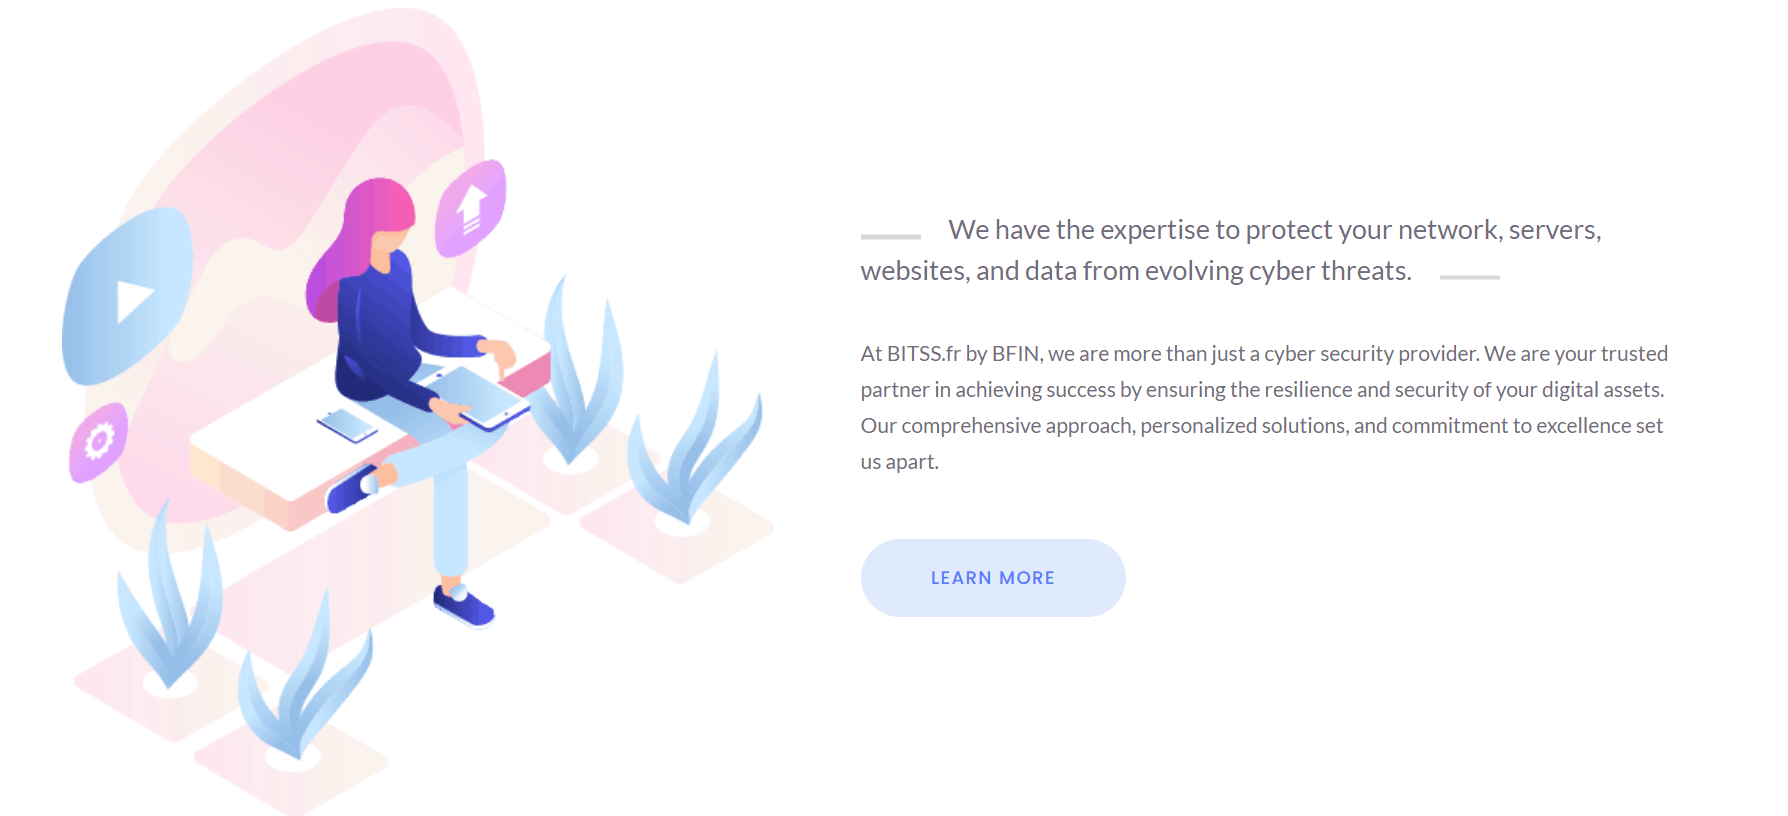 We have the expertise to protect your network, servers,
websites, and data from evolving cyber threats.
At BITSS.fr by BFIN, we are more than just a cyber security provider. We are your trusted
partner in achieving success by ensuring the resilience and security of your digital assets.
Our comprehensive approach, personalized solutions, and commitment to excellence set
us apart.
LEARN MORE